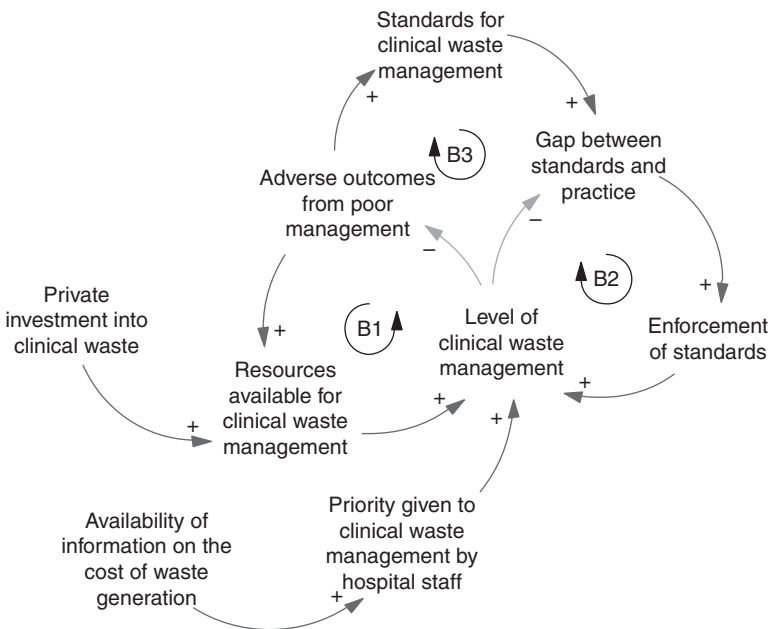 Standards for
clinical waste
management
+
+
Gap between
standards and
practice
B3
Adverse outcomes
from poor
management
−
−
B2
+
Private
investment into
clinical waste
+
B1
Level of
clinical waste
management
Enforcement
of standards
Resources
available for
clinical waste
management
+
+
+
+
Availability of
information on the
cost of waste
generation
Priority given to
clinical waste
management by
hospital staff
+